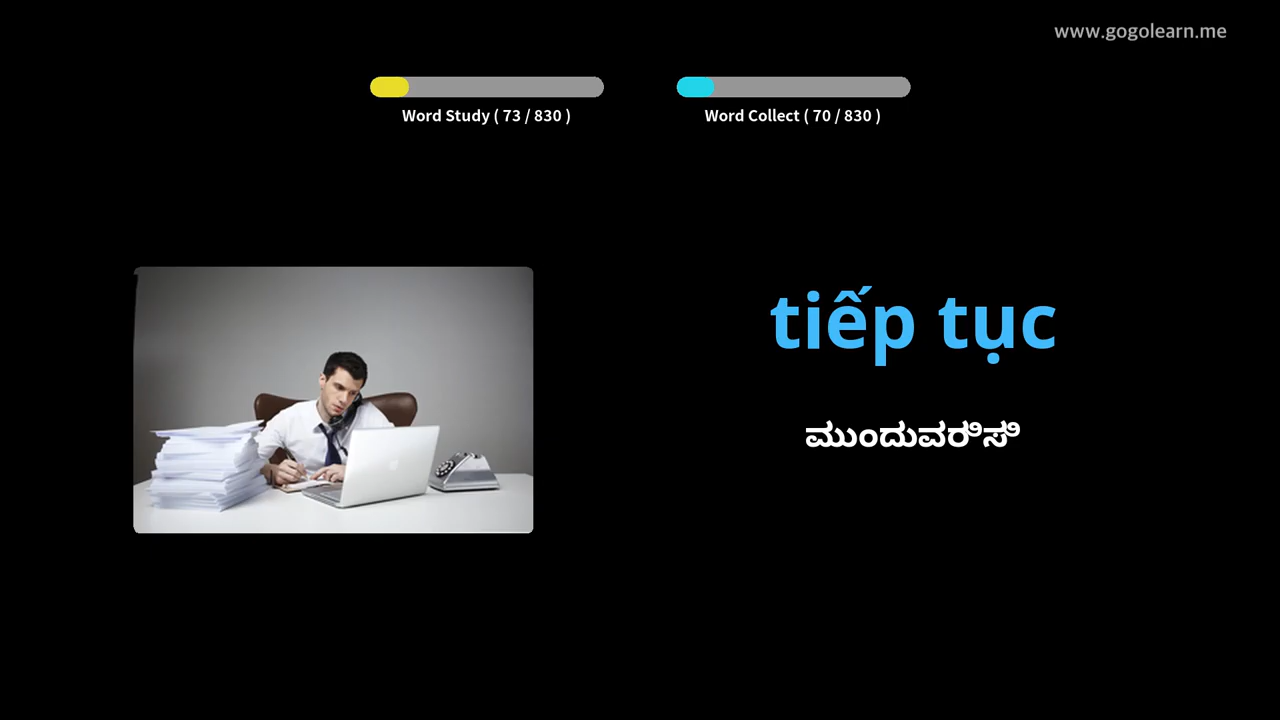 www.gogolearn.me
Word Study ( 73 / 830 )
Word Collect ( 70 / 830 )
tiếp tục
ಮುಂದುವರಿಸಿ